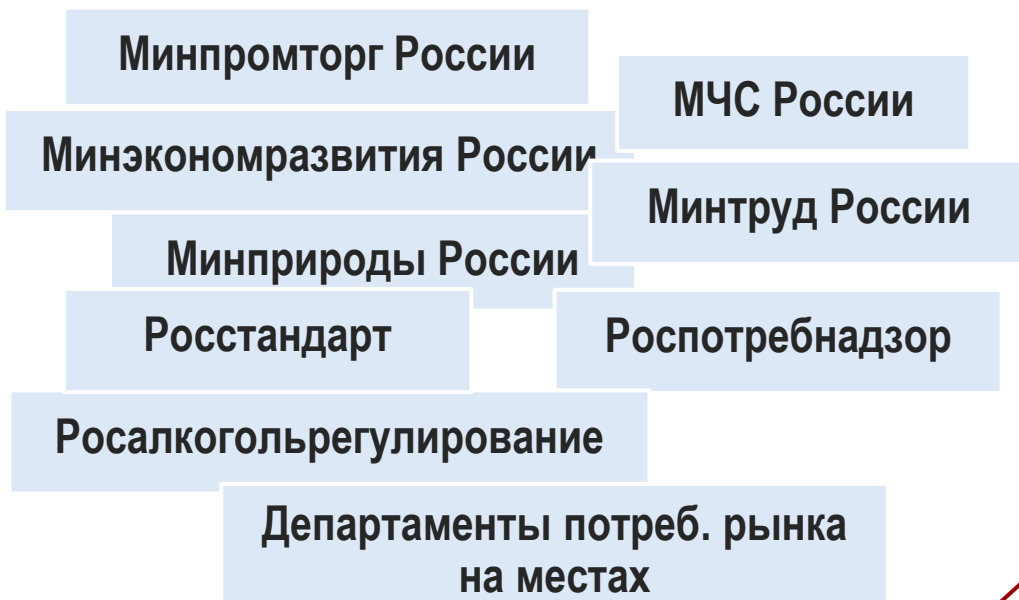 Минпромторг России
МЧС России
Минэкономразвития России
Минтруд России
Минприроды России
Росстандарт
Роспотребнадзор
Росалкогольрегулирование
Департаменты потреб. рынка
на местах